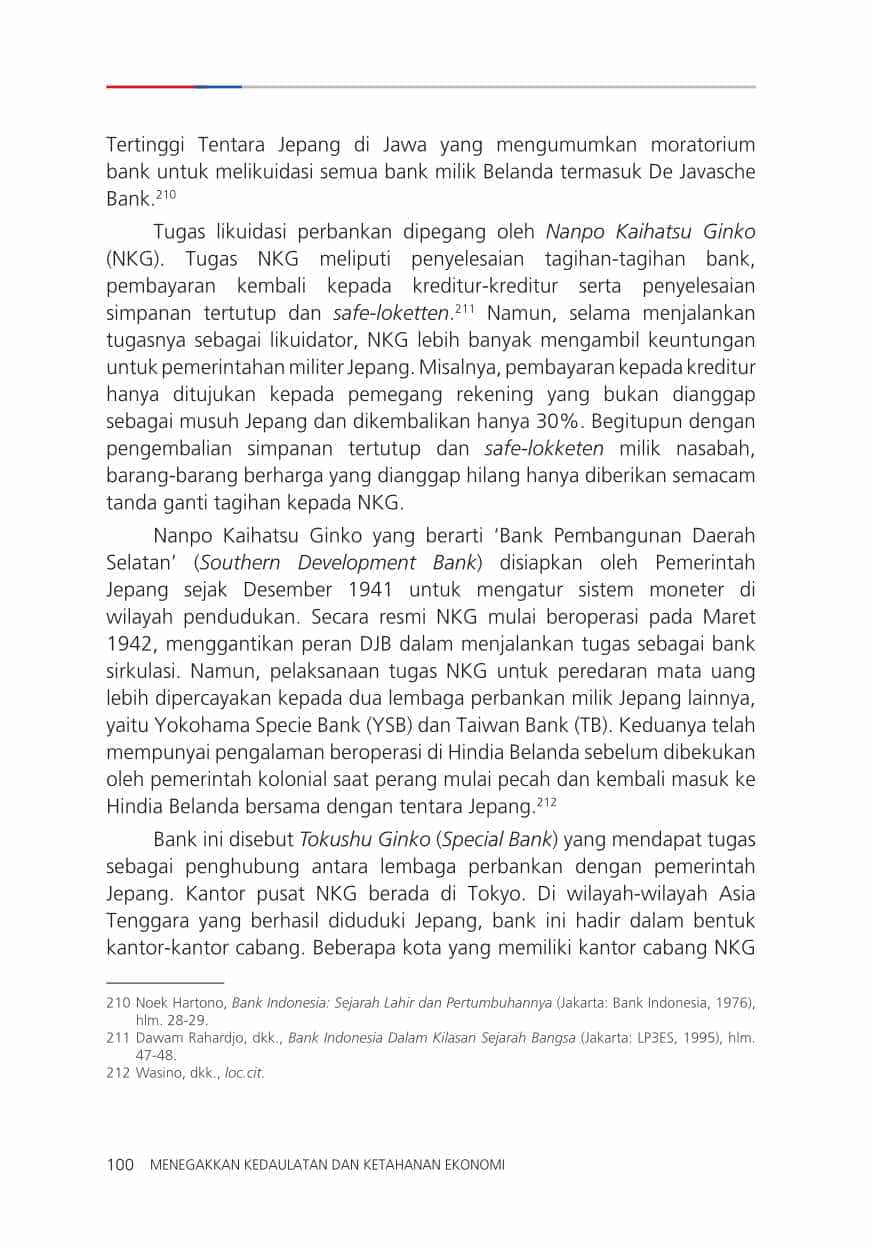 Tertinggi Tentara Jepang di Jawa yang mengumumkan moratorium
bank untuk melikuidasi semua bank milik Belanda termasuk De Javasche
Bank.210
Tugas likuidasi perbankan dipegang oleh Nanpo Kaihatsu Ginko
(NKG). Tugas NKG meliputi penyelesaian tagihan-tagihan bank,
pembayaran kembali kepada kreditur-kreditur serta penyelesaian
simpanan tertutup dan safe-loketten.211 Namun, selama menjalankan
tugasnya sebagai likuidator, NKG lebih banyak mengambil keuntungan
untuk pemerintahan militer Jepang. Misalnya, pembayaran kepada kreditur
hanya ditujukan kepada pemegang rekening yang bukan dianggap
sebagai musuh Jepang dan dikembalikan hanya 30%. Begitupun dengan
pengembalian simpanan tertutup dan safe-lokketen milik nasabah,
barang-barang berharga yang dianggap hilang hanya diberikan semacam
tanda ganti tagihan kepada NKG.
Nanpo Kaihatsu Ginko yang berarti ‘Bank Pembangunan Daerah
Selatan’ (Southern Development Bank) disiapkan oleh Pemerintah
Jepang sejak Desember 1941 untuk mengatur sistem moneter di
wilayah pendudukan. Secara resmi NKG mulai beroperasi pada Maret
1942, menggantikan peran DJB dalam menjalankan tugas sebagai bank
sirkulasi. Namun, pelaksanaan tugas NKG untuk peredaran mata uang
lebih dipercayakan kepada dua lembaga perbankan milik Jepang lainnya,
yaitu Yokohama Specie Bank (YSB) dan Taiwan Bank (TB). Keduanya telah
mempunyai pengalaman beroperasi di Hindia Belanda sebelum dibekukan
oleh pemerintah kolonial saat perang mulai pecah dan kembali masuk ke
Hindia Belanda bersama dengan tentara Jepang.212
Bank ini disebut Tokushu Ginko (Special Bank) yang mendapat tugas
sebagai penghubung antara lembaga perbankan dengan pemerintah
Jepang. Kantor pusat NKG berada di Tokyo. Di wilayah-wilayah Asia
Tenggara yang berhasil diduduki Jepang, bank ini hadir dalam bentuk
kantor-kantor cabang. Beberapa kota yang memiliki kantor cabang NKG
210 Noek Hartono, Bank Indonesia: Sejarah Lahir dan Pertumbuhannya (Jakarta: Bank Indonesia, 1976),
hlm. 28-29.
211 Dawam Rahardjo, dkk., Bank Indonesia Dalam Kilasan Sejarah Bangsa (Jakarta: LP3ES, 1995), hlm.
47-48.
212 Wasino, dkk., loc.cit.
100 MENEGAKKAN KEDAULATAN DAN KETAHANAN EKONOMI